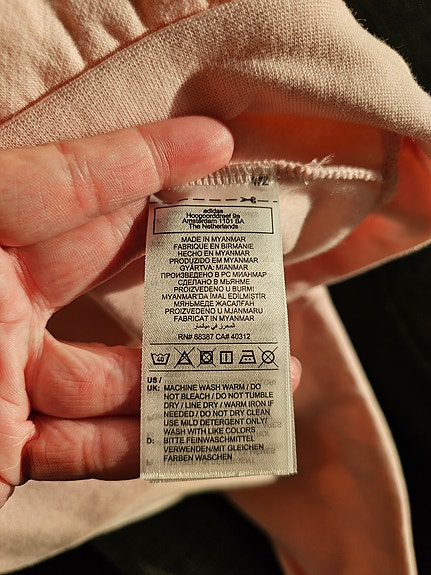 adidas
Hoogoorddreef 9a
Amsterdam 1101 BA
The Netherlands
MADE IN MYANMAR
FABRIQUE EN BIRMANIE
HECHO EN MYANMAR
PRODUZIDO EM MYANMAR
GYÁRTVA: MIANMAR
ПРОИЗВЕДЕНО В РС МИАНМАР
СДЕЛАНО В МЬЯНМЕ
PROIZVEDENO U BURMI
MYANMAR'DA İMAL EDİLMİŞTİR
МЯНЬМЕДЕ ЖАСАЛҒАН
PROIZVEDENO U MJANMARU
FABRICAT IN MYANMAR
RN# 88387 CA# 40312
40
US /
UK: MACHINE WASH WARM / DO
NOT BLEACH / DO NOT TUMBLE
DRY / LINE DRY / WARM IRON IF
NEEDED / DO NOT DRY CLEAN
USE MILD DETERGENT ONLY/
WASH WITH LIKE COLORS
D: BITTE FEINWASCHMITTEL
VERWENDEN/MIT GLEICHEN
FARBEN WASCHEN